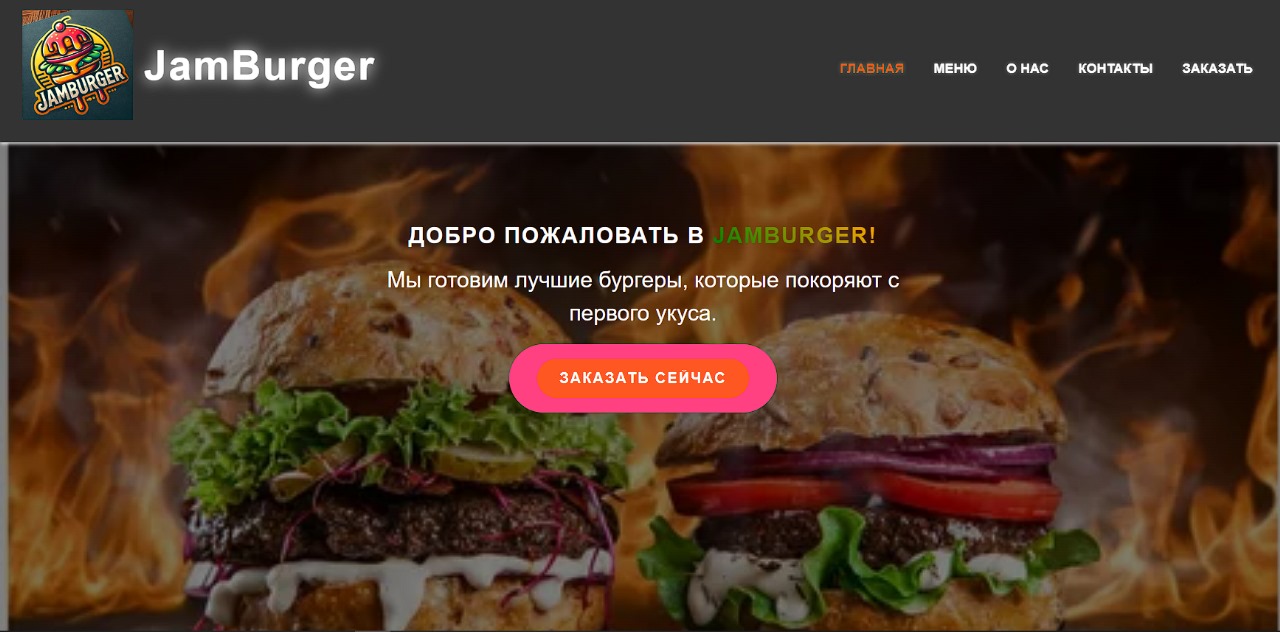 JAMBURGER
JamBurger
ГЛАВНАЯ МЕНЮ О НАС КОНТАКТЫ ЗАКАЗАТЬ
ДОБРО ПОЖАЛОВАТЬ В JAMBURGER!
Мы готовим лучшие бургеры, которые покоряют с
первого укуса.
ЗАКАЗАТЬ СЕЙЧАС